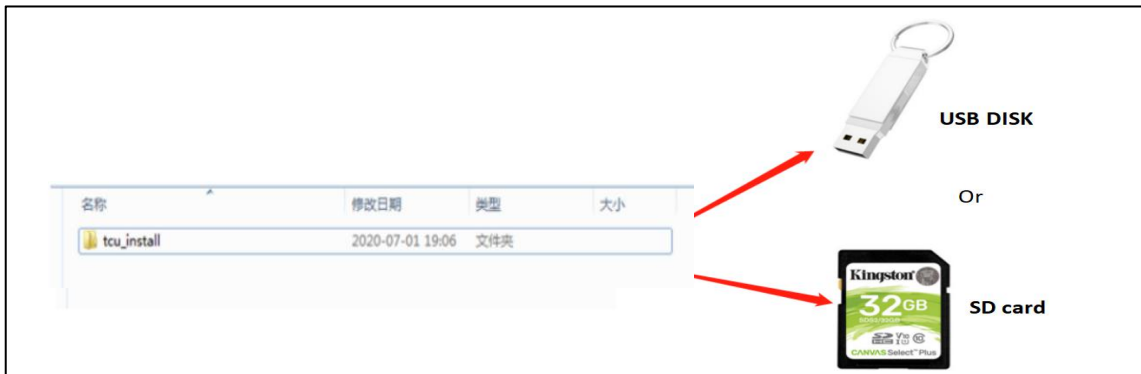 USB DISK
Or
名称 修改日期 类型 大小
tcu_install 2020-07-01 19:06 文件夹
Kingston
32GB
SD card
CANVAS Select Plus